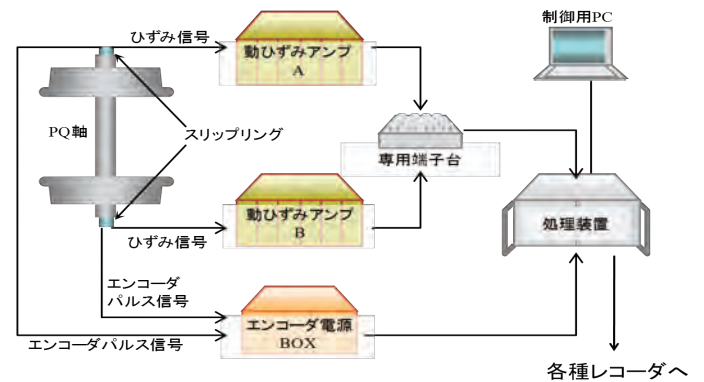 ひずみ信号
動ひずみアンプ
A
制御用PC
PQ軸
スリップリング
専用端子台
動ひずみアンプ
B
ひずみ信号
処理装置
エンコーダ
パルス信号
エンコーダ電源
BOX
エンコーダパルス信号
各種レコーダへ